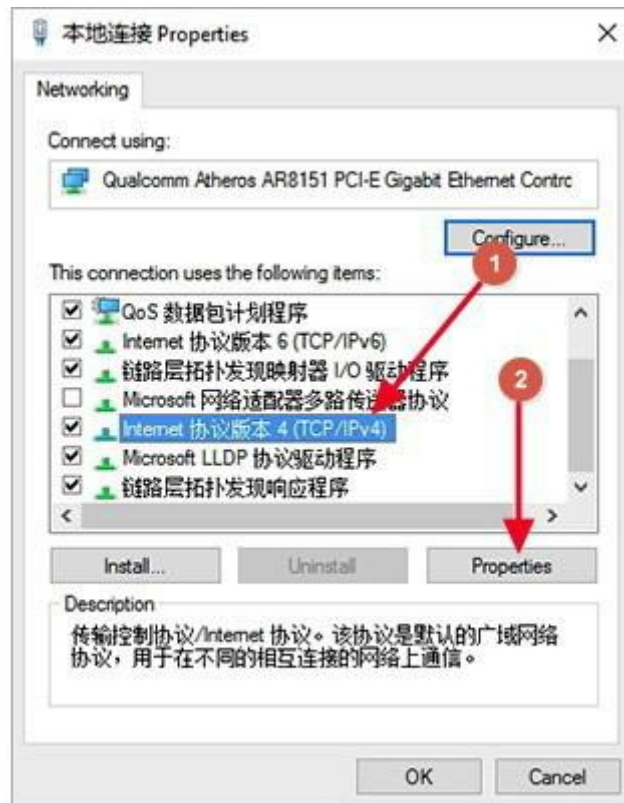 本地连接 Properties
Networking
Connect using:
Qualcomm Atheros AR8151 PCI-E Gigabit Ethernet Contrc
Configure...
1
This connection uses the following items:
QoS 数据包计划程序
Internet 协议版本 6 (TCP/IPv6)
链路层拓扑发现映射器 I/O 驱动程序
2
Microsoft 网络适配器多路传送器协议
Internet 协议版本 4 (TCP/IPv4)
Microsoft LLDP 协议驱动程序
链路层拓扑发现响应程序
Install...
Uninstall
Properties
Description
传输控制协议/Internet 协议。该协议是默认的广域网络
协议，用于在不同的相互连接的网络上通信。
OK
Cancel